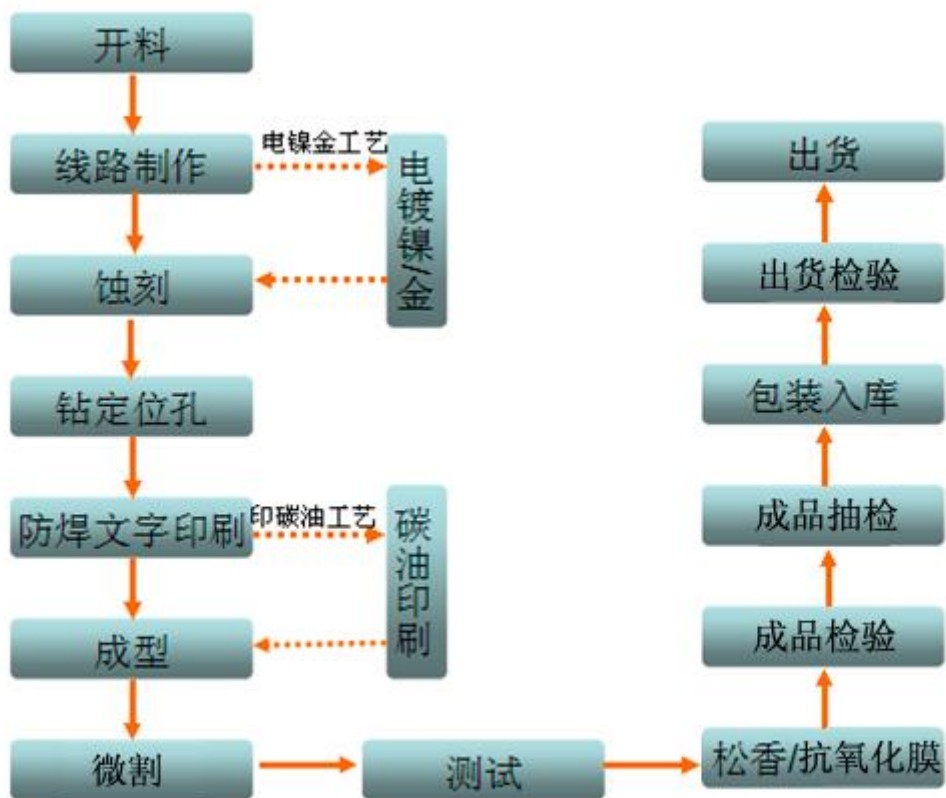 开料
线路制作
电镍金工艺
电镀镍/金
蚀刻
钻定位孔
防焊文字印刷
印碳油工艺
碳油印刷
成型
微割
测试
松香/抗氧化膜
成品检验
成品抽检
包装入库
出货检验
出货